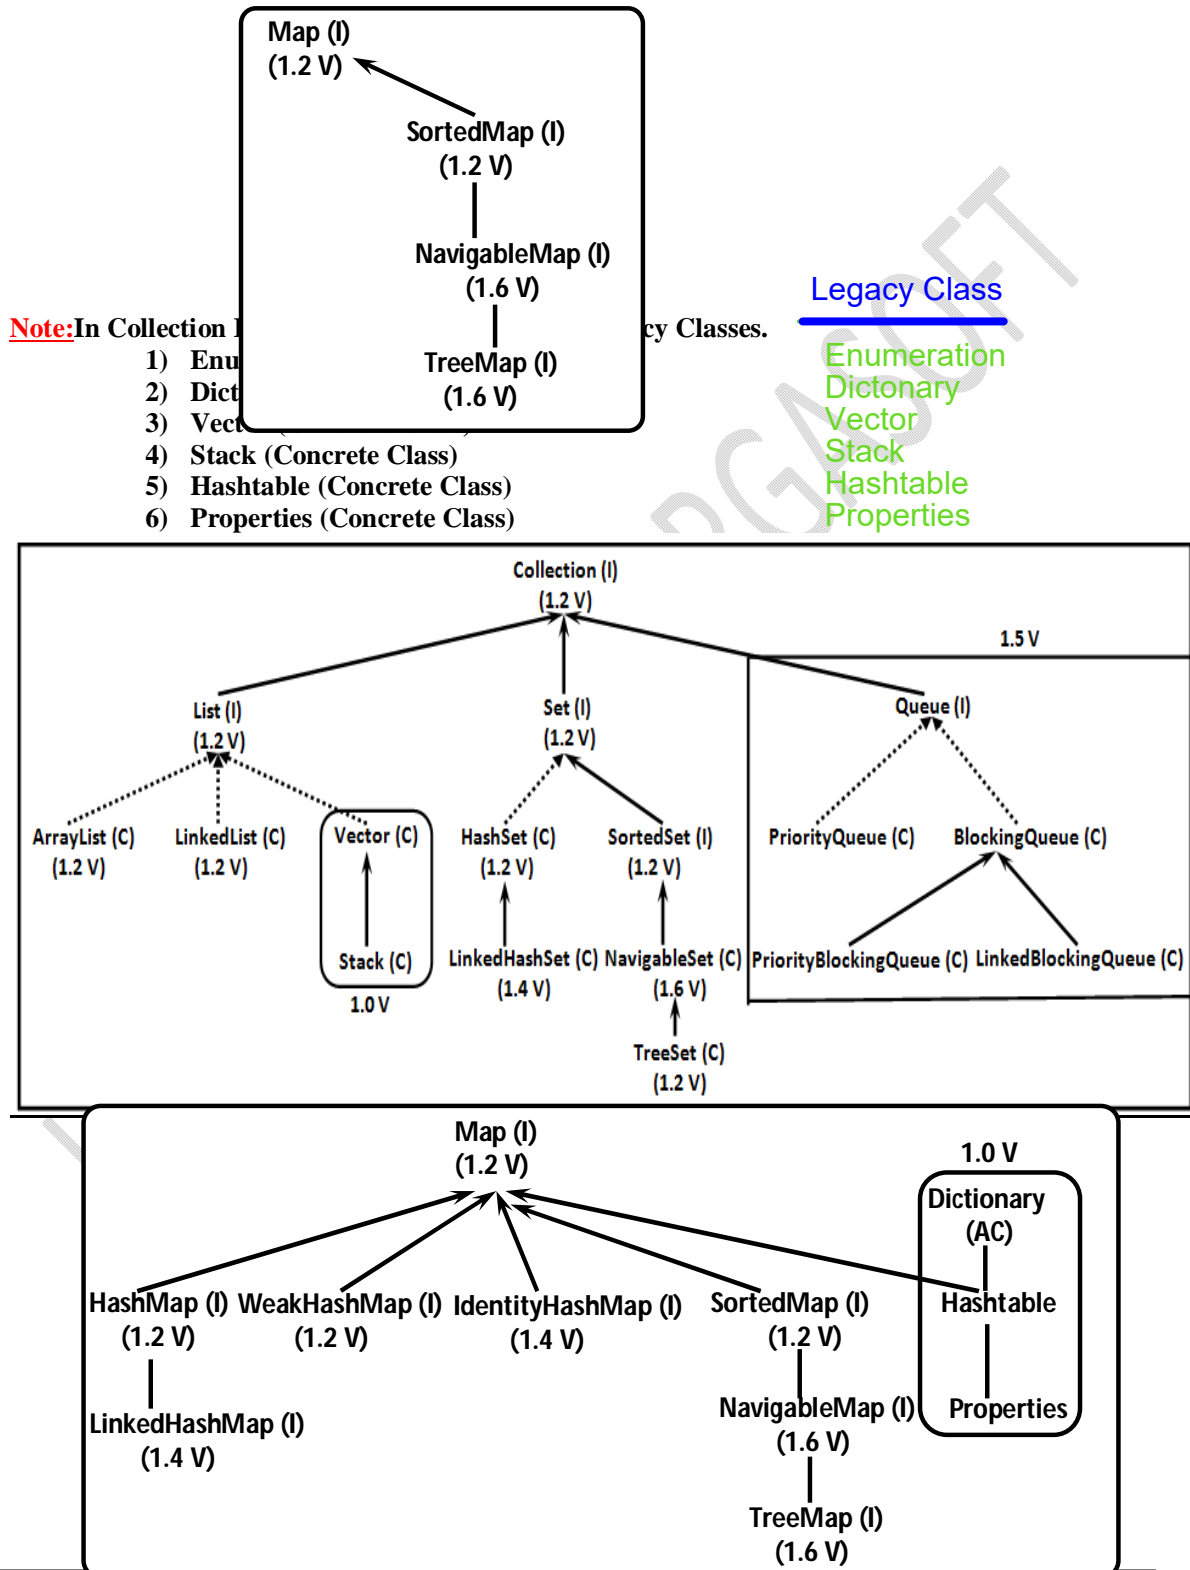 Map (I)
(1.2 V)
SortedMap (I)
(1.2 V)
NavigableMap (I)
(1.6 V)
TreeMap (I)
(1.6 V)
Note:In Collection
cy Classes.
1) Enu
2) Dict
3) Vect
4) Stack (Concrete Class)
5) Hashtable (Concrete Class)
6) Properties (Concrete Class)
Legacy Class
Enumeration
Dictonary
Vector
Stack
Hashtable
Properties
RGASOFT
Collection (I)
(1.2 V)
1.5 V
List (I)
(1.2 V)
Set (I)
(1.2 V)
Queue (I)
ArrayList (C)
(1.2 V)
LinkedList (C)
(1.2 V)
Vector (C)
HashSet (C)
(1.2 V)
SortedSet (I)
(1.2 V)
PriorityQueue (C)
BlockingQueue (C)
Stack (C)
1.0 V
LinkedHashSet (C)
(1.4 V)
NavigableSet (C)
(1.6 V)
PriorityBlockingQueue (C)
LinkedBlockingQueue (C)
TreeSet (C)
(1.2 V)
Map (I)
(1.2 V)
1.0 V
Dictionary
(AC)
HashMap (I)
(1.2 V)
WeakHashMap (I)
(1.2 V)
IdentityHashMap (I)
(1.4 V)
SortedMap (I)
(1.2 V)
Hashtable
LinkedHashMap (I)
(1.4 V)
NavigableMap (I)
(1.6 V)
Properties
TreeMap (I)
(1.6 V)